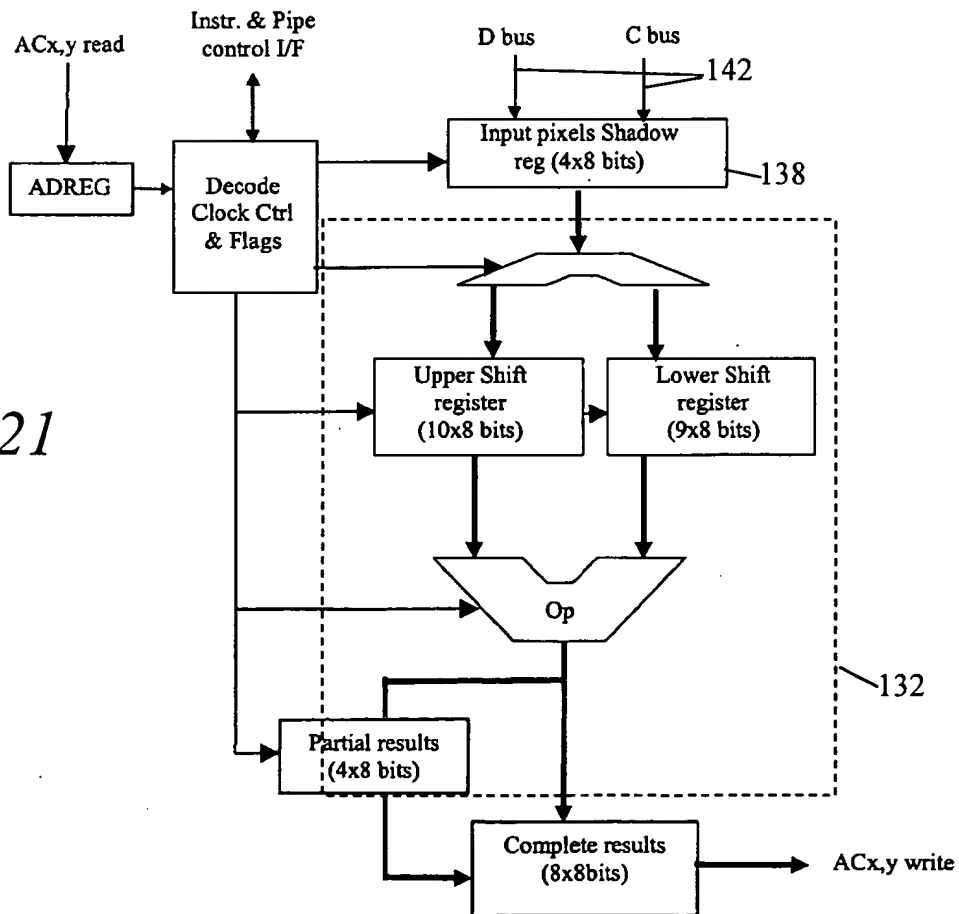 Instr. & Pipe
control I/F
ACx,y read
D bus
C bus
142
Input pixels Shadow
reg (4x8 bits)
138
ADREG
Decode
Clock Ctrl
& Flags
Upper Shift
register
(10x8 bits)
Lower Shift
register
(9x8 bits)
21
Op
132
Partial results
(4x8 bits)
Complete results
(8x8bits)
ACx,y write